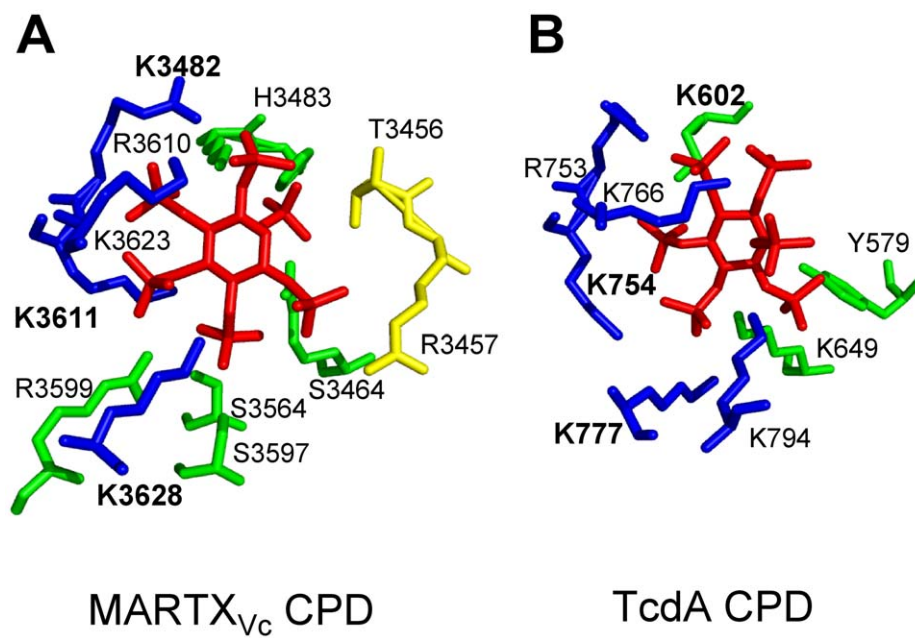 A
K3482
H3483
T3456
R3610
K3623
K3611
R3457
S3464
R3599
S3564
S3597
K3628
MARTXVc CPD
B
K602
R753
K766
Y579
K754
K649
K777
K794
TcdA CPD